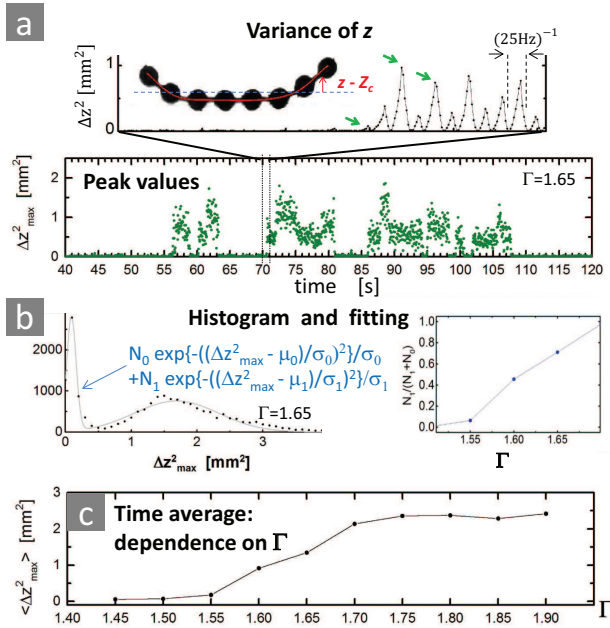 a
Variance of z
(25Hz)⁻¹
Δz² [mm²]
1
0
z - Z_c
Peak values
Γ=1.65
Δz²_max [mm²]
2
1
0
40 45 50 55 60 65 70 75 80 85 90 95 100 105 110 115 120
time [s]
b
Histogram and fitting
N₀ exp{-((Δz²_max - μ₀)/σ₀)²}/σ₀
+N₁ exp{-((Δz²_max - μ₁)/σ₁)²}/σ₁
Γ=1.65
2000
1000
0
0 1 2 3
Δz²_max [mm²]
N₁/(N₁+N₀)
1.0
0.8
0.6
0.4
0.2
0.0
1.55 1.60 1.65
Γ
c
Time average:
dependence on Γ
<Δz²_max> [mm²]
3
2
1
0
1.40 1.45 1.50 1.55 1.60 1.65 1.70 1.75 1.80 1.85 1.90 Γ